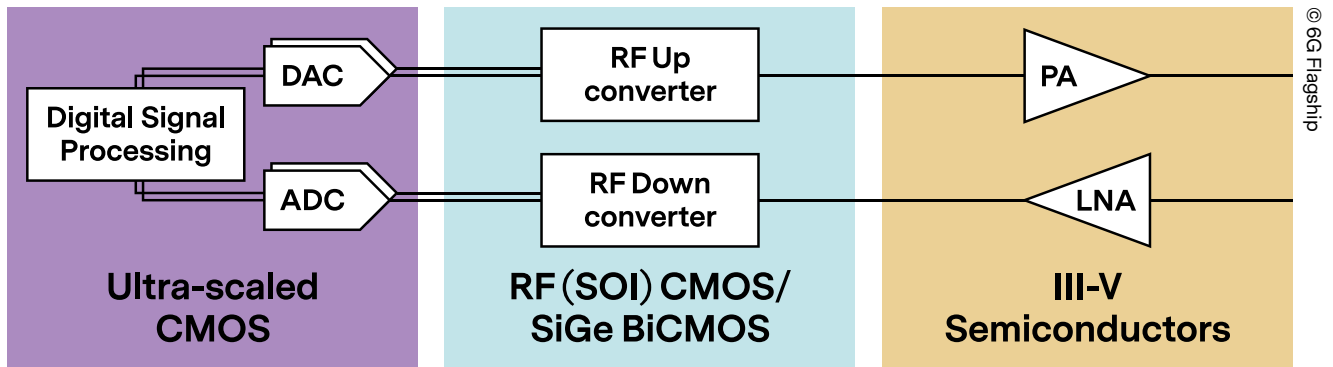 Digital Signal
Processing
DAC
ADC
Ultra-scaled
CMOS
RF Up
converter
RF Down
converter
RF (SOI) CMOS/
SiGe BiCMOS
PA
LNA
III-V
Semiconductors
© 6G Flagship